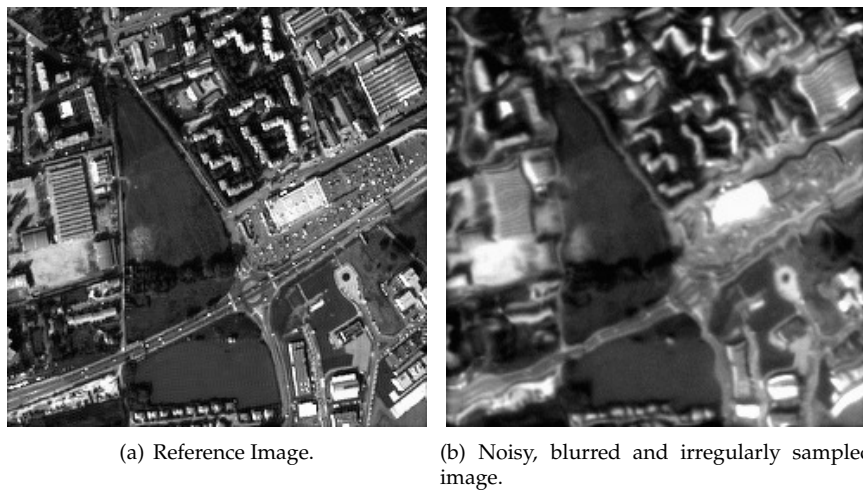 (a) Reference Image.
(b) Noisy, blurred and irregularly sampled
image.